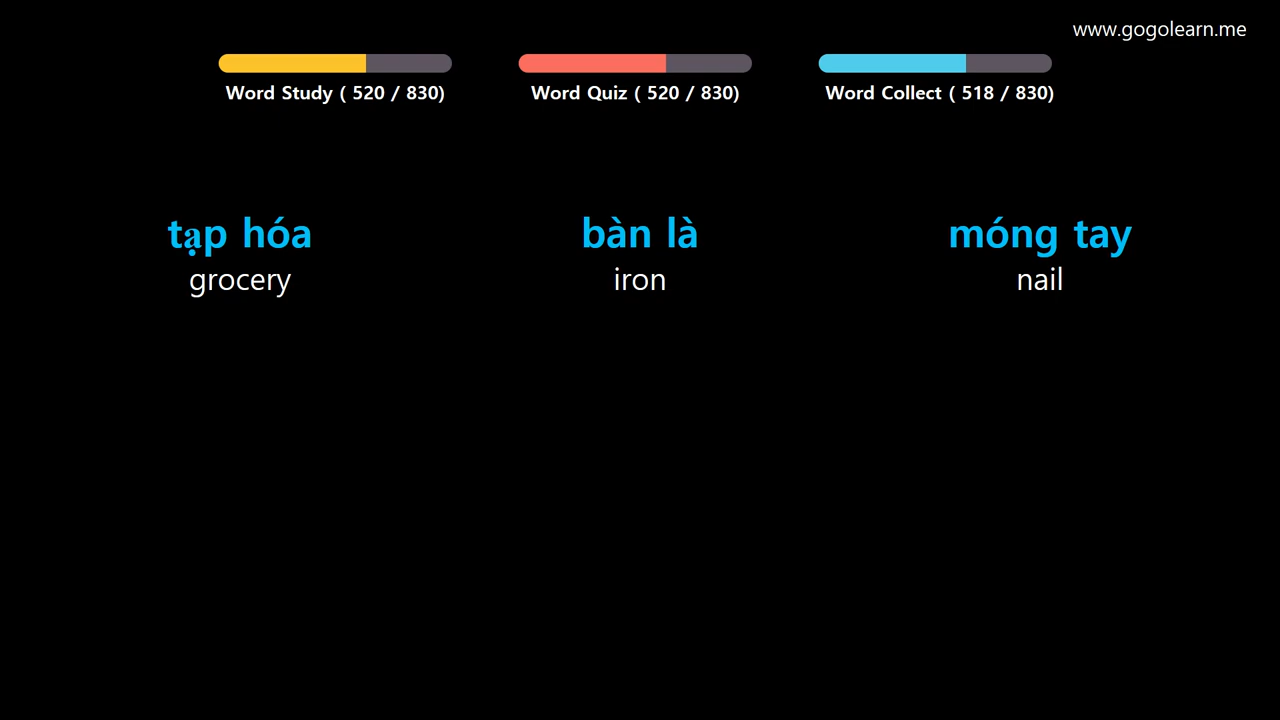 www.gogolearn.me
Word Study ( 520 / 830)
Word Quiz ( 520 / 830)
Word Collect ( 518 / 830)
tạp hóa
grocery
bàn là
iron
móng tay
nail